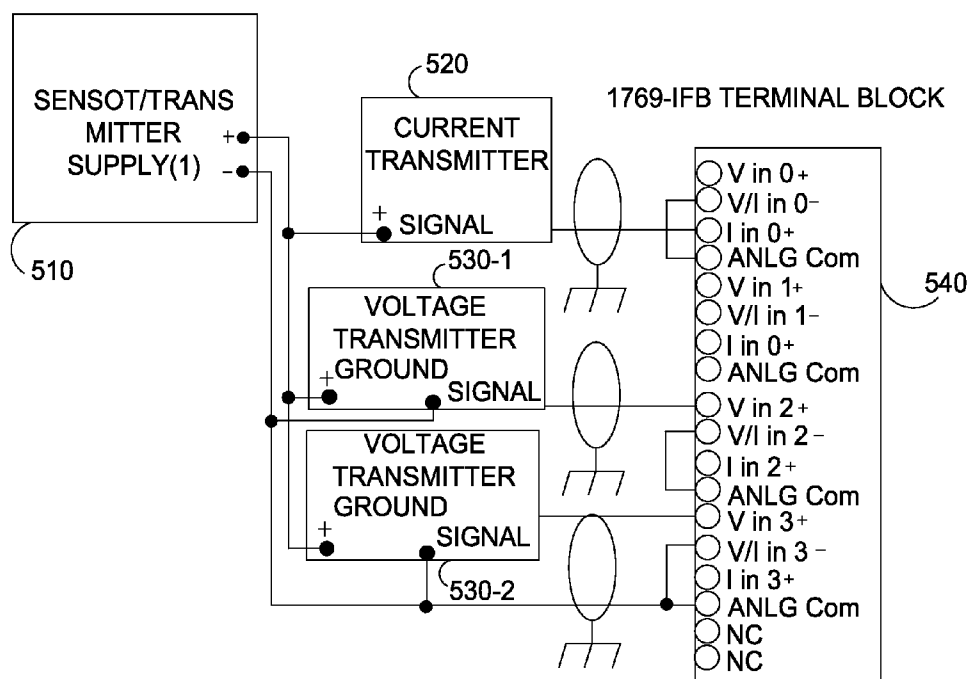 520
SENSOT/TRANS
MITTER
SUPPLY(1)
+
-
510
CURRENT
TRANSMITTER
+
SIGNAL
530-1
VOLTAGE
TRANSMITTER
GROUND
+
SIGNAL
VOLTAGE
TRANSMITTER
GROUND
+
SIGNAL
530-2
1769-IFB TERMINAL BLOCK
V in 0+
V/I in 0-
I in 0+
ANLG Com
V in 1+
V/I in 1-
I in 0+
ANLG Com
V in 2+
V/I in 2-
I in 2+
ANLG Com
V in 3+
V/I in 3-
I in 3+
ANLG Com
NC
NC
540